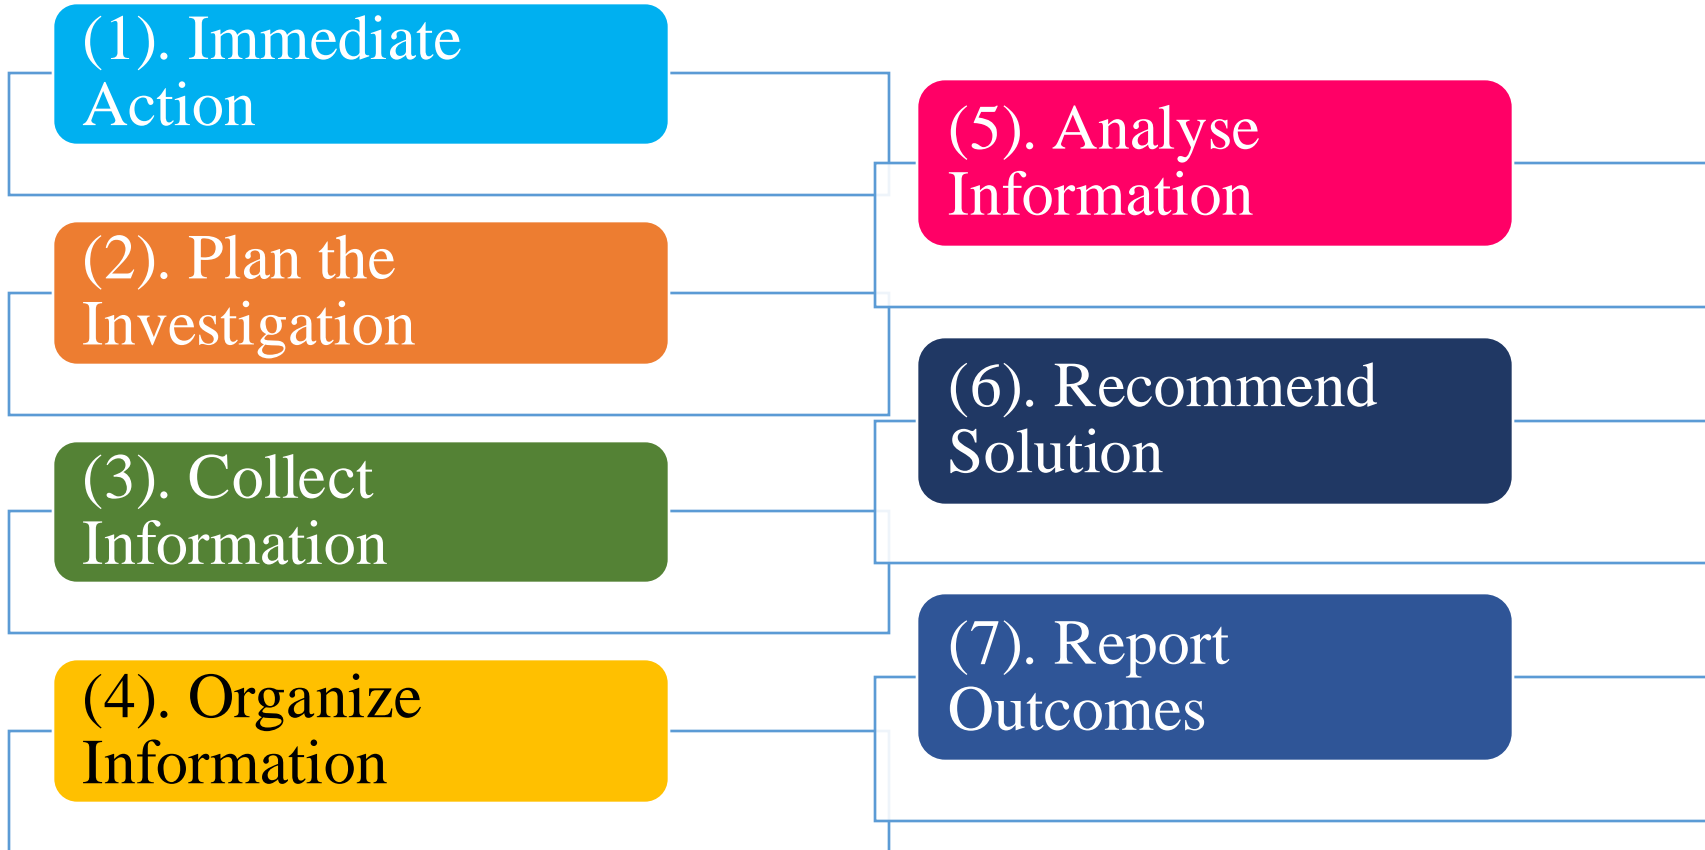 (1). Immediate
Action
(2). Plan the
Investigation
(3). Collect
Information
(4). Organize
Information
(5). Analyse
Information
(6). Recommend
Solution
(7). Report
Outcomes